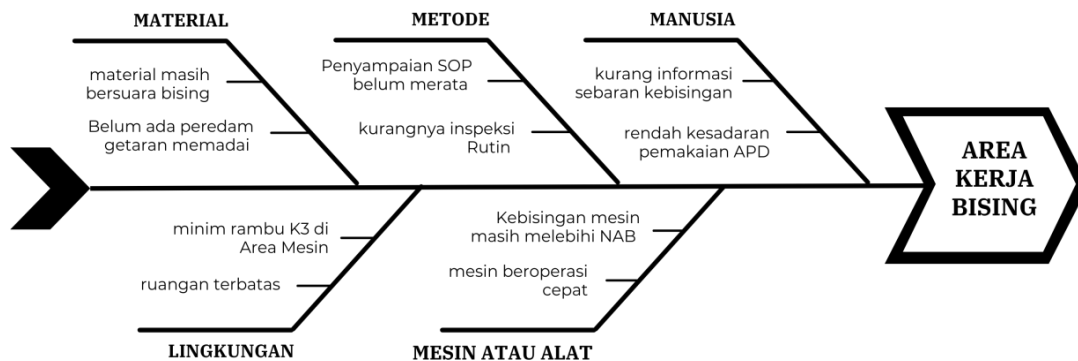 MATERIAL
METODE
MANUSIA
material masih
bersuara bising
Belum ada peredam
getaran memadai
Penyampaian SOP
belum merata
kurangnya inspeksi
Rutin
kurang informasi
sebaran kebisingan
rendah kesadaran
pemakaian APD
AREA
KERJA
BISING
minim rambu K3 di
Area Mesin
ruangan terbatas
Kebisingan mesin
masih melebihi NAB
mesin beroperasi
cepat
LINGKUNGAN
MESIN ATAU ALAT